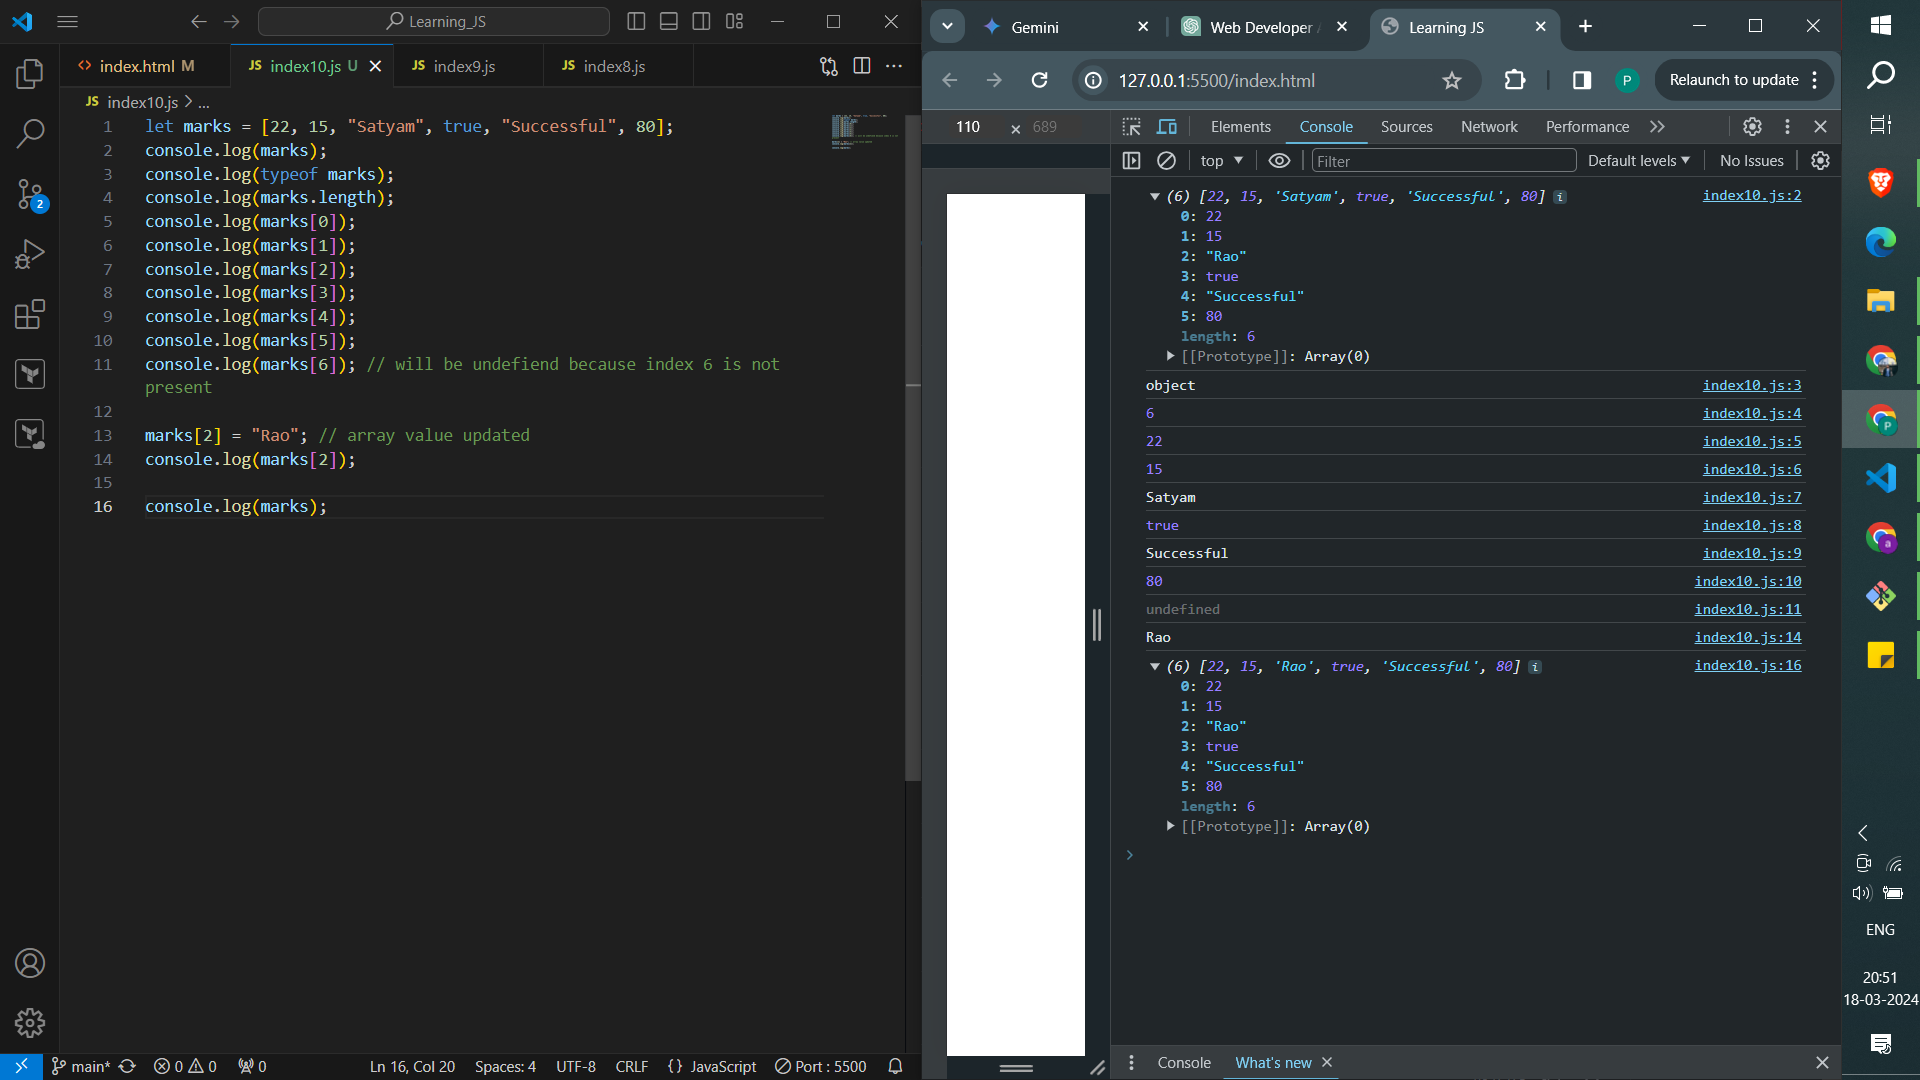 Learning_JS
index.html M
JS index10.js U
JS index9.js
JS index8.js
JS index10.js > ...
1 let marks = [22, 15, "Satyam", true, "Successful", 80];
2 console.log(marks);
3 console.log(typeof marks);
4 console.log(marks.length);
5 console.log(marks[0]);
6 console.log(marks[1]);
7 console.log(marks[2]);
8 console.log(marks[3]);
9 console.log(marks[4]);
10 console.log(marks[5]);
11 console.log(marks[6]); // will be undefiend because index 6 is not
present
12
13 marks[2] = "Rao"; // array value updated
14 console.log(marks[2]);
15
16 console.log(marks);
2
main* 0 0 0 Ln 16, Col 20 Spaces: 4 UTF-8 CRLF {} JavaScript Port : 5500
Gemini
Web Developer
Learning JS
127.0.0.1:5500/index.html
P
Relaunch to update
110 × 689
Elements Console Sources Network Performance
top Filter Default levels No Issues
(6) [22, 15, 'Satyam', true, 'Successful', 80] i index10.js:2
0: 22
1: 15
2: "Rao"
3: true
4: "Successful"
5: 80
length: 6
[[Prototype]]: Array(0)
object index10.js:3
6 index10.js:4
22 index10.js:5
15 index10.js:6
Satyam index10.js:7
true index10.js:8
Successful index10.js:9
80 index10.js:10
undefined index10.js:11
Rao index10.js:14
(6) [22, 15, 'Rao', true, 'Successful', 80] i index10.js:16
0: 22
1: 15
2: "Rao"
3: true
4: "Successful"
5: 80
length: 6
[[Prototype]]: Array(0)
Console What's new
P
a
ENG
20:51
18-03-2024